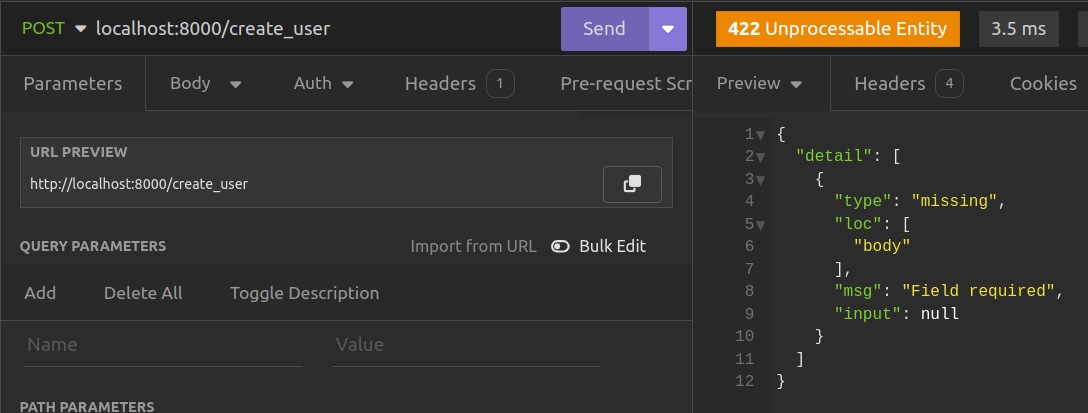 POST localhost:8000/create_user Send
Parameters Body Auth Headers 1 Pre-request Scr
URL PREVIEW
http://localhost:8000/create_user
QUERY PARAMETERS Import from URL Bulk Edit
Add Delete All Toggle Description
Name Value
PATH PARAMETERS
422 Unprocessable Entity 3.5 ms
Preview Headers 4 Cookies
1 {
2 "detail": [
3 {
4 "type": "missing",
5 "loc": [
6 "body"
7 ],
8 "msg": "Field required",
9 "input": null
10 }
11 ]
12 }